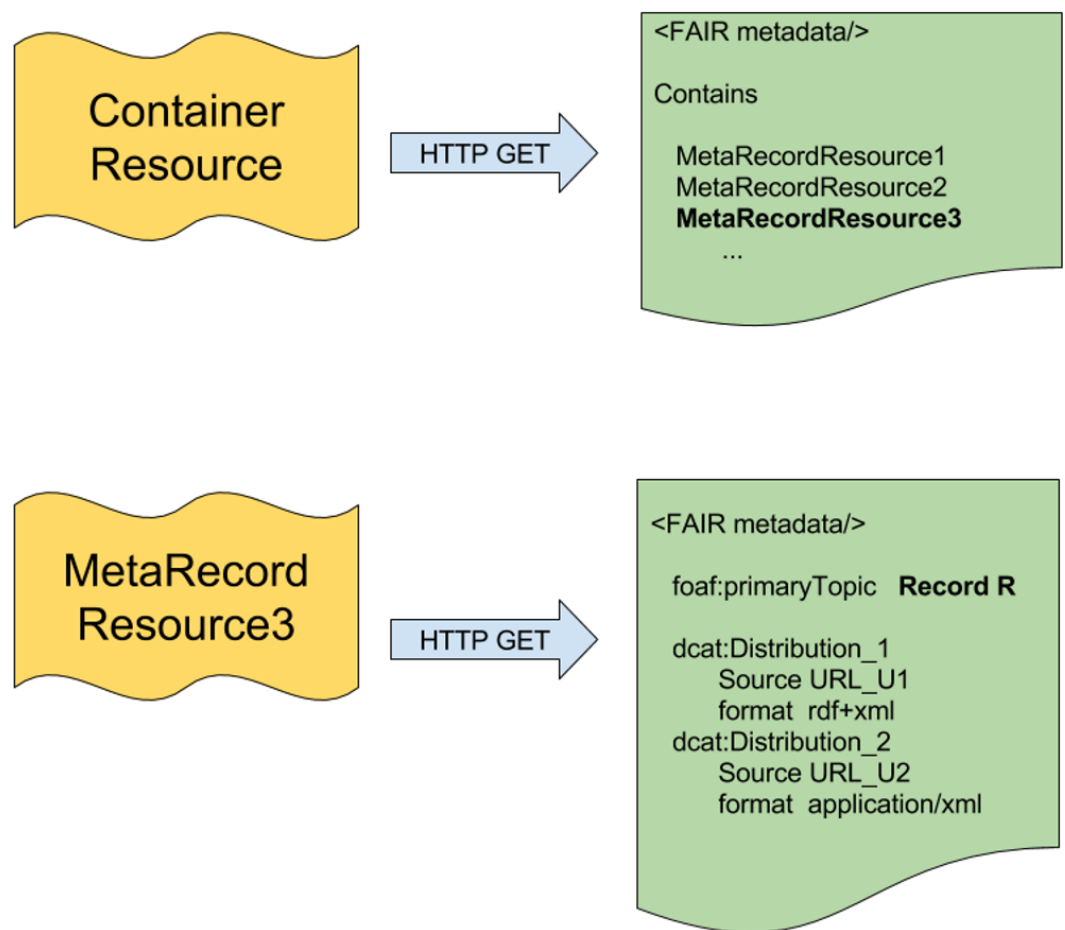 Container
Resource
HTTP GET
<FAIR metadata/>
Contains
MetaRecordResource1
MetaRecordResource2
MetaRecordResource3
...
MetaRecord
Resource3
HTTP GET
<FAIR metadata/>
foaf:primaryTopic Record R
dcat:Distribution_1
Source URL_U1
format rdf+xml
dcat:Distribution_2
Source URL_U2
format application/xml